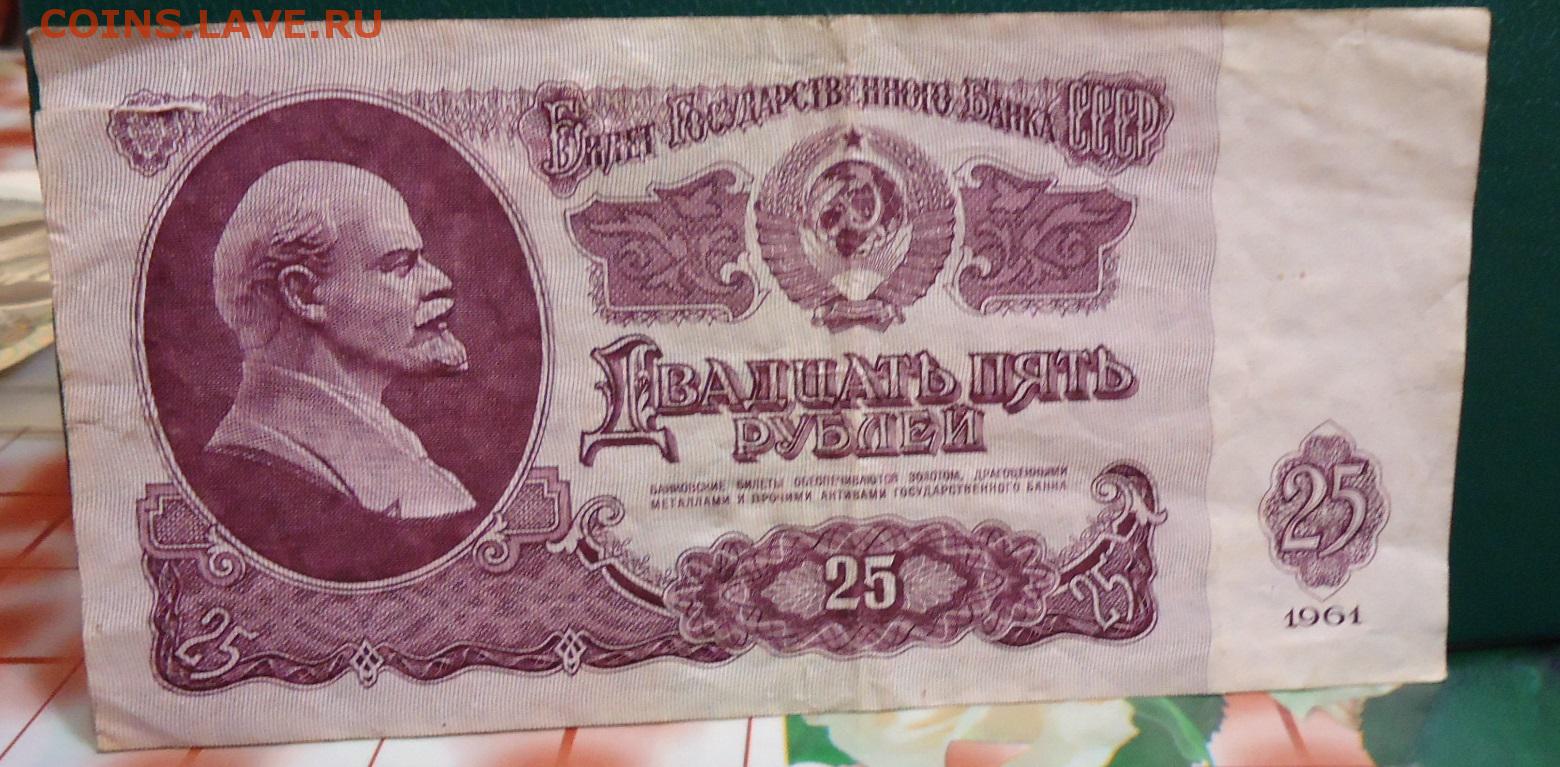 COINS.LAVE.RU
Билет Государственного Банка СССР
Двадцать пять
рублей
БАНКОВСКИЕ БИЛЕТЫ ОБЕСПЕЧИВАЮТСЯ ЗОЛОТОМ, ДРАГОЦЕННЫМИ
МЕТАЛЛАМИ И ПРОЧИМИ АКТИВАМИ ГОСУДАРСТВЕННОГО БАНКА
25
25
25
25
1961